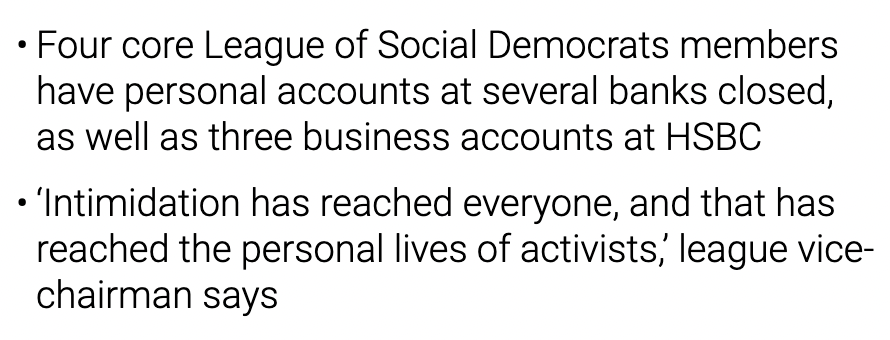 • Four core League of Social Democrats members
have personal accounts at several banks closed,
as well as three business accounts at HSBC
• ‘Intimidation has reached everyone, and that has
reached the personal lives of activists,’ league vice-
chairman says